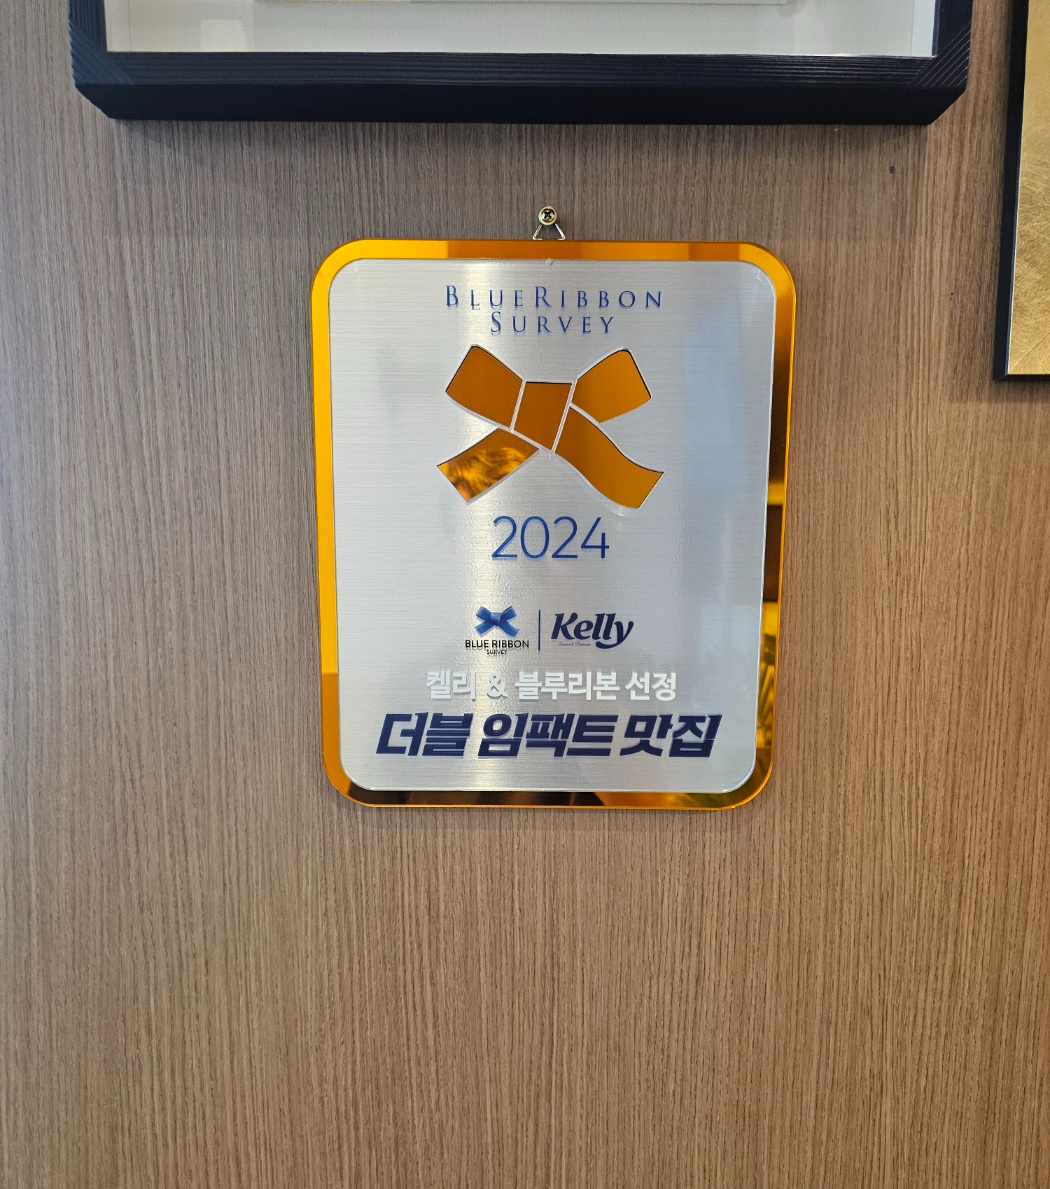 BLUERIBBON
SURVEY
2024
BLUE RIBBON
SURVEY
Kelly
켈리 & 블루리본 선정
더블 임팩트 맛집